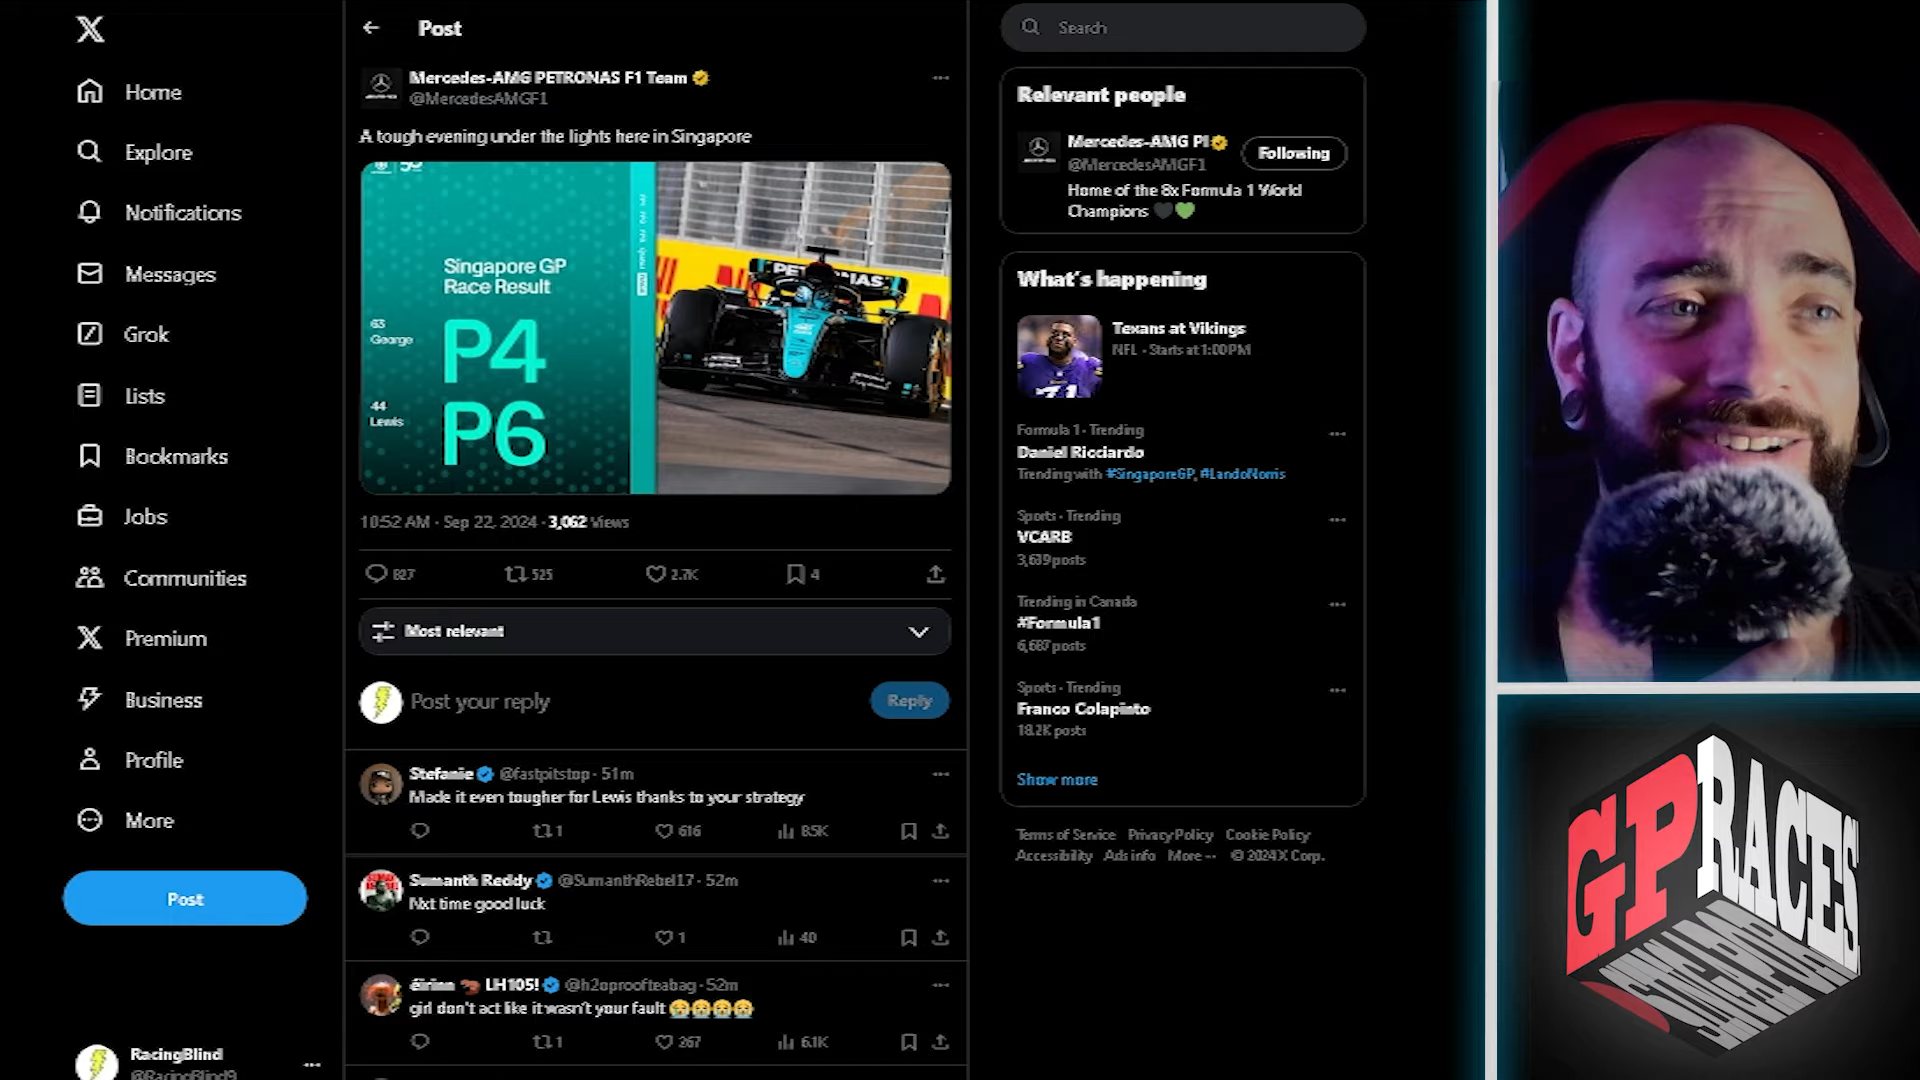 Home
Explore
Notifications
Messages
Grok
Lists
Bookmarks
Jobs
Communities
Premium
Business
Profile
More
Post
RacingBlind
@RacingBlind9
Post
Mercedes-AMG PETRONAS F1 Team
@MercedesAMGF1
A tough evening under the lights here in Singapore
Singapore GP
Race Result
63
George
P4
44
Lewis
P6
PETRONAS
10:52 AM · Sep 22, 2024 · 3,062 Views
827 525 2.7K 4
Most relevant
Post your reply
Reply
Stefanie @fastpitstop · 51m
Made it even tougher for Lewis thanks to your strategy
1 616 85K
Sumanth Reddy @SumanthRebel17 · 52m
Nxt time good luck
1 40
éirinn 🦐 LH105! @h2oproofteabag · 52m
girl don't act like it wasn't your fault 😭😭😭😭
1 267 6.1K
Search
Relevant people
Mercedes-AMG PI
@MercedesAMGF1
Following
Home of the 8x Formula 1 World
Champions 🖤💚
What's happening
Texans at Vikings
NFL · Starts at 1:00 PM
71
Formula 1 · Trending
Daniel Ricciardo
Trending with #SingaporeGP, #LandoNorris
Sports · Trending
VCARB
3,619 posts
Trending in Canada
#Formula1
6,687 posts
Sports · Trending
Franco Colapinto
18.2K posts
Show more
Terms of Service Privacy Policy Cookie Policy
Accessibility Ads info More ··· © 2024 X Corp.
GP
RACES